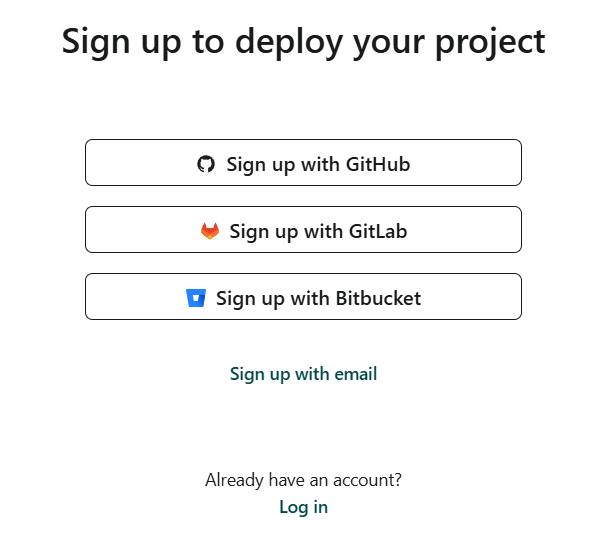 Sign up to deploy your project
Sign up with GitHub
Sign up with GitLab
Sign up with Bitbucket
Sign up with email
Already have an account?
Log in